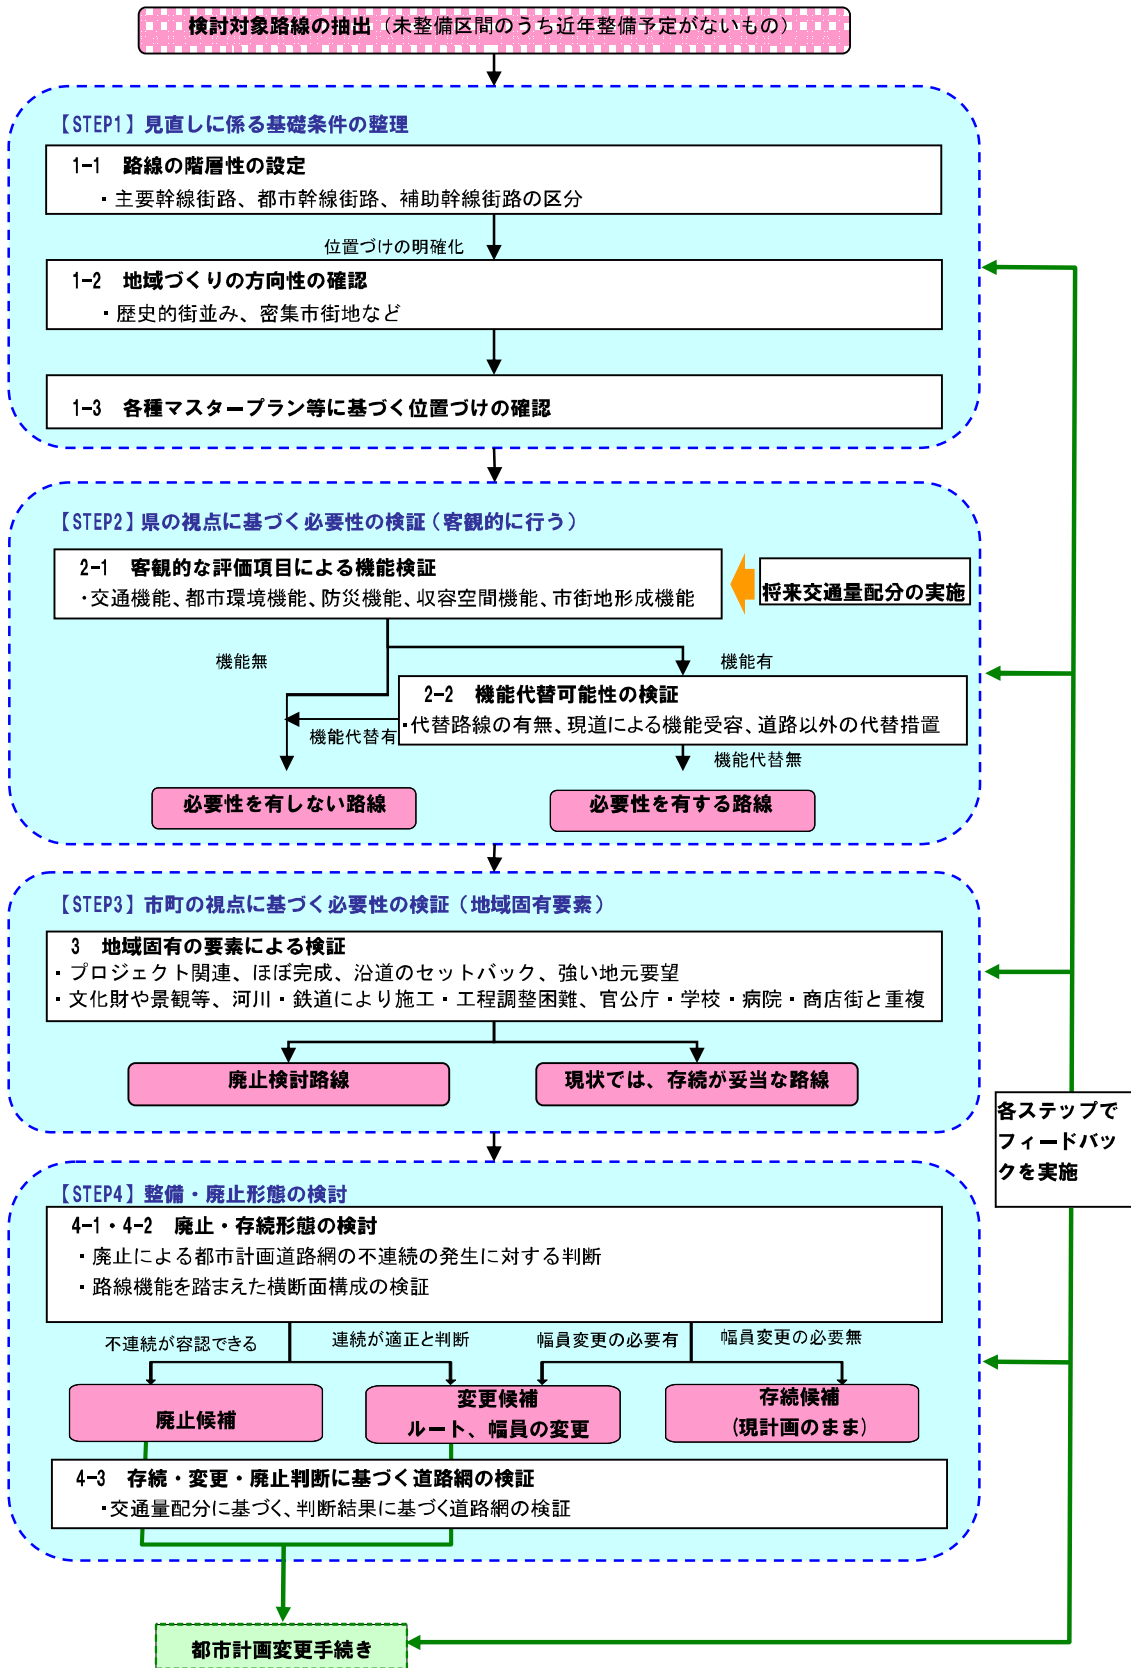 検討対象路線の抽出（未整備区間のうち近年整備予定がないもの）
【STEP1】見直しに係る基礎条件の整理
1-1 路線の階層性の設定
・主要幹線街路、都市幹線街路、補助幹線街路の区分
位置づけの明確化
1-2 地域づくりの方向性の確認
・歴史的街並み、密集市街地など
1-3 各種マスタープラン等に基づく位置づけの確認
【STEP2】県の視点に基づく必要性の検証（客観的に行う）
2-1 客観的な評価項目による機能検証
・交通機能、都市環境機能、防災機能、収容空間機能、市街地形成機能
将来交通量配分の実施
機能無
機能有
2-2 機能代替可能性の検証
・代替路線の有無、現道による機能受容、道路以外の代替措置
機能代替有
機能代替無
必要性を有しない路線
必要性を有する路線
【STEP3】市町の視点に基づく必要性の検証（地域固有要素）
3 地域固有の要素による検証
・プロジェクト関連、ほぼ完成、沿道のセットバック、強い地元要望
・文化財や景観等、河川・鉄道により施工・工程調整困難、官公庁・学校・病院・商店街と重複
廃止検討路線
現状では、存続が妥当な路線
各ステップで
フィードバッ
クを実施
【STEP4】整備・廃止形態の検討
4-1・4-2 廃止・存続形態の検討
・廃止による都市計画道路網の不連続の発生に対する判断
・路線機能を踏まえた横断面構成の検証
不連続が容認できる
連続が適正と判断
幅員変更の必要有
幅員変更の必要無
廃止候補
変更候補
ルート、幅員の変更
存続候補
(現計画のまま)
4-3 存続・変更・廃止判断に基づく道路網の検証
・交通量配分に基づく、判断結果に基づく道路網の検証
都市計画変更手続き